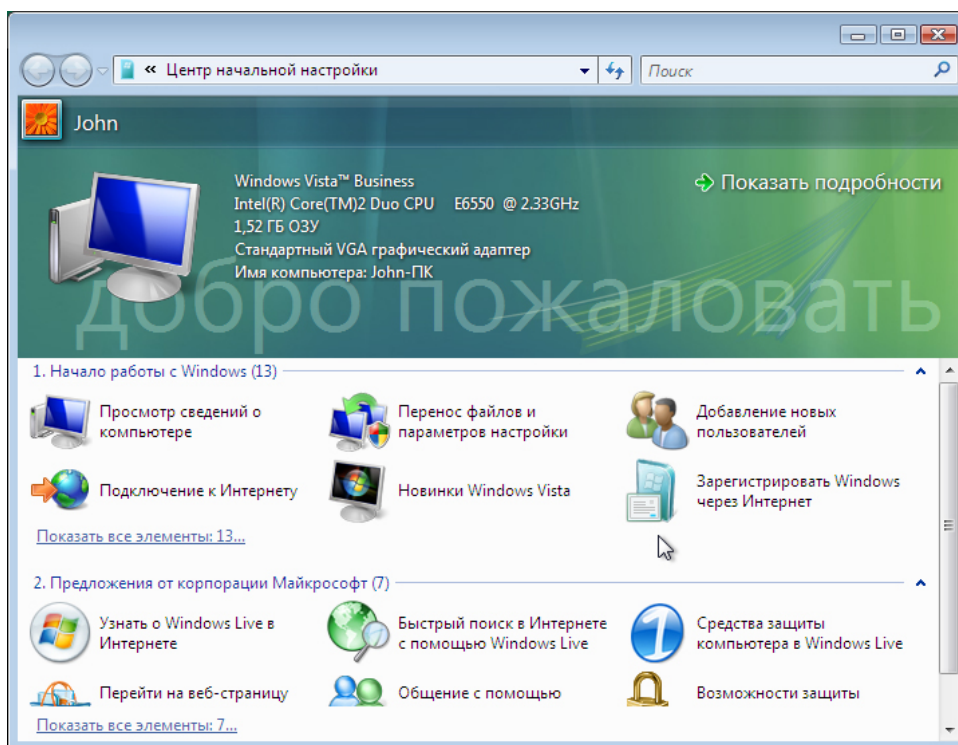 Центр начальной настройки
Поиск
John
Windows Vista™ Business
Показать подробности
Intel(R) Core(TM)2 Duo CPU E6550 @ 2.33GHz
1,52 ГБ ОЗУ
Стандартный VGA графический адаптер
Имя компьютера: John-ПК
добро пожаловать
1. Начало работы с Windows (13)
Просмотр сведений о
компьютере
Перенос файлов и
параметров настройки
Добавление новых
пользователей
Подключение к Интернету
Новинки Windows Vista
Зарегистрировать Windows
через Интернет
Показать все элементы: 13...
2. Предложения от корпорации Майкрософт (7)
Узнать о Windows Live в
Интернете
Быстрый поиск в Интернете
с помощью Windows Live
Средства защиты
компьютера в Windows Live
Перейти на веб-страницу
Общение с помощью
Возможности защиты
Показать все элементы: 7...